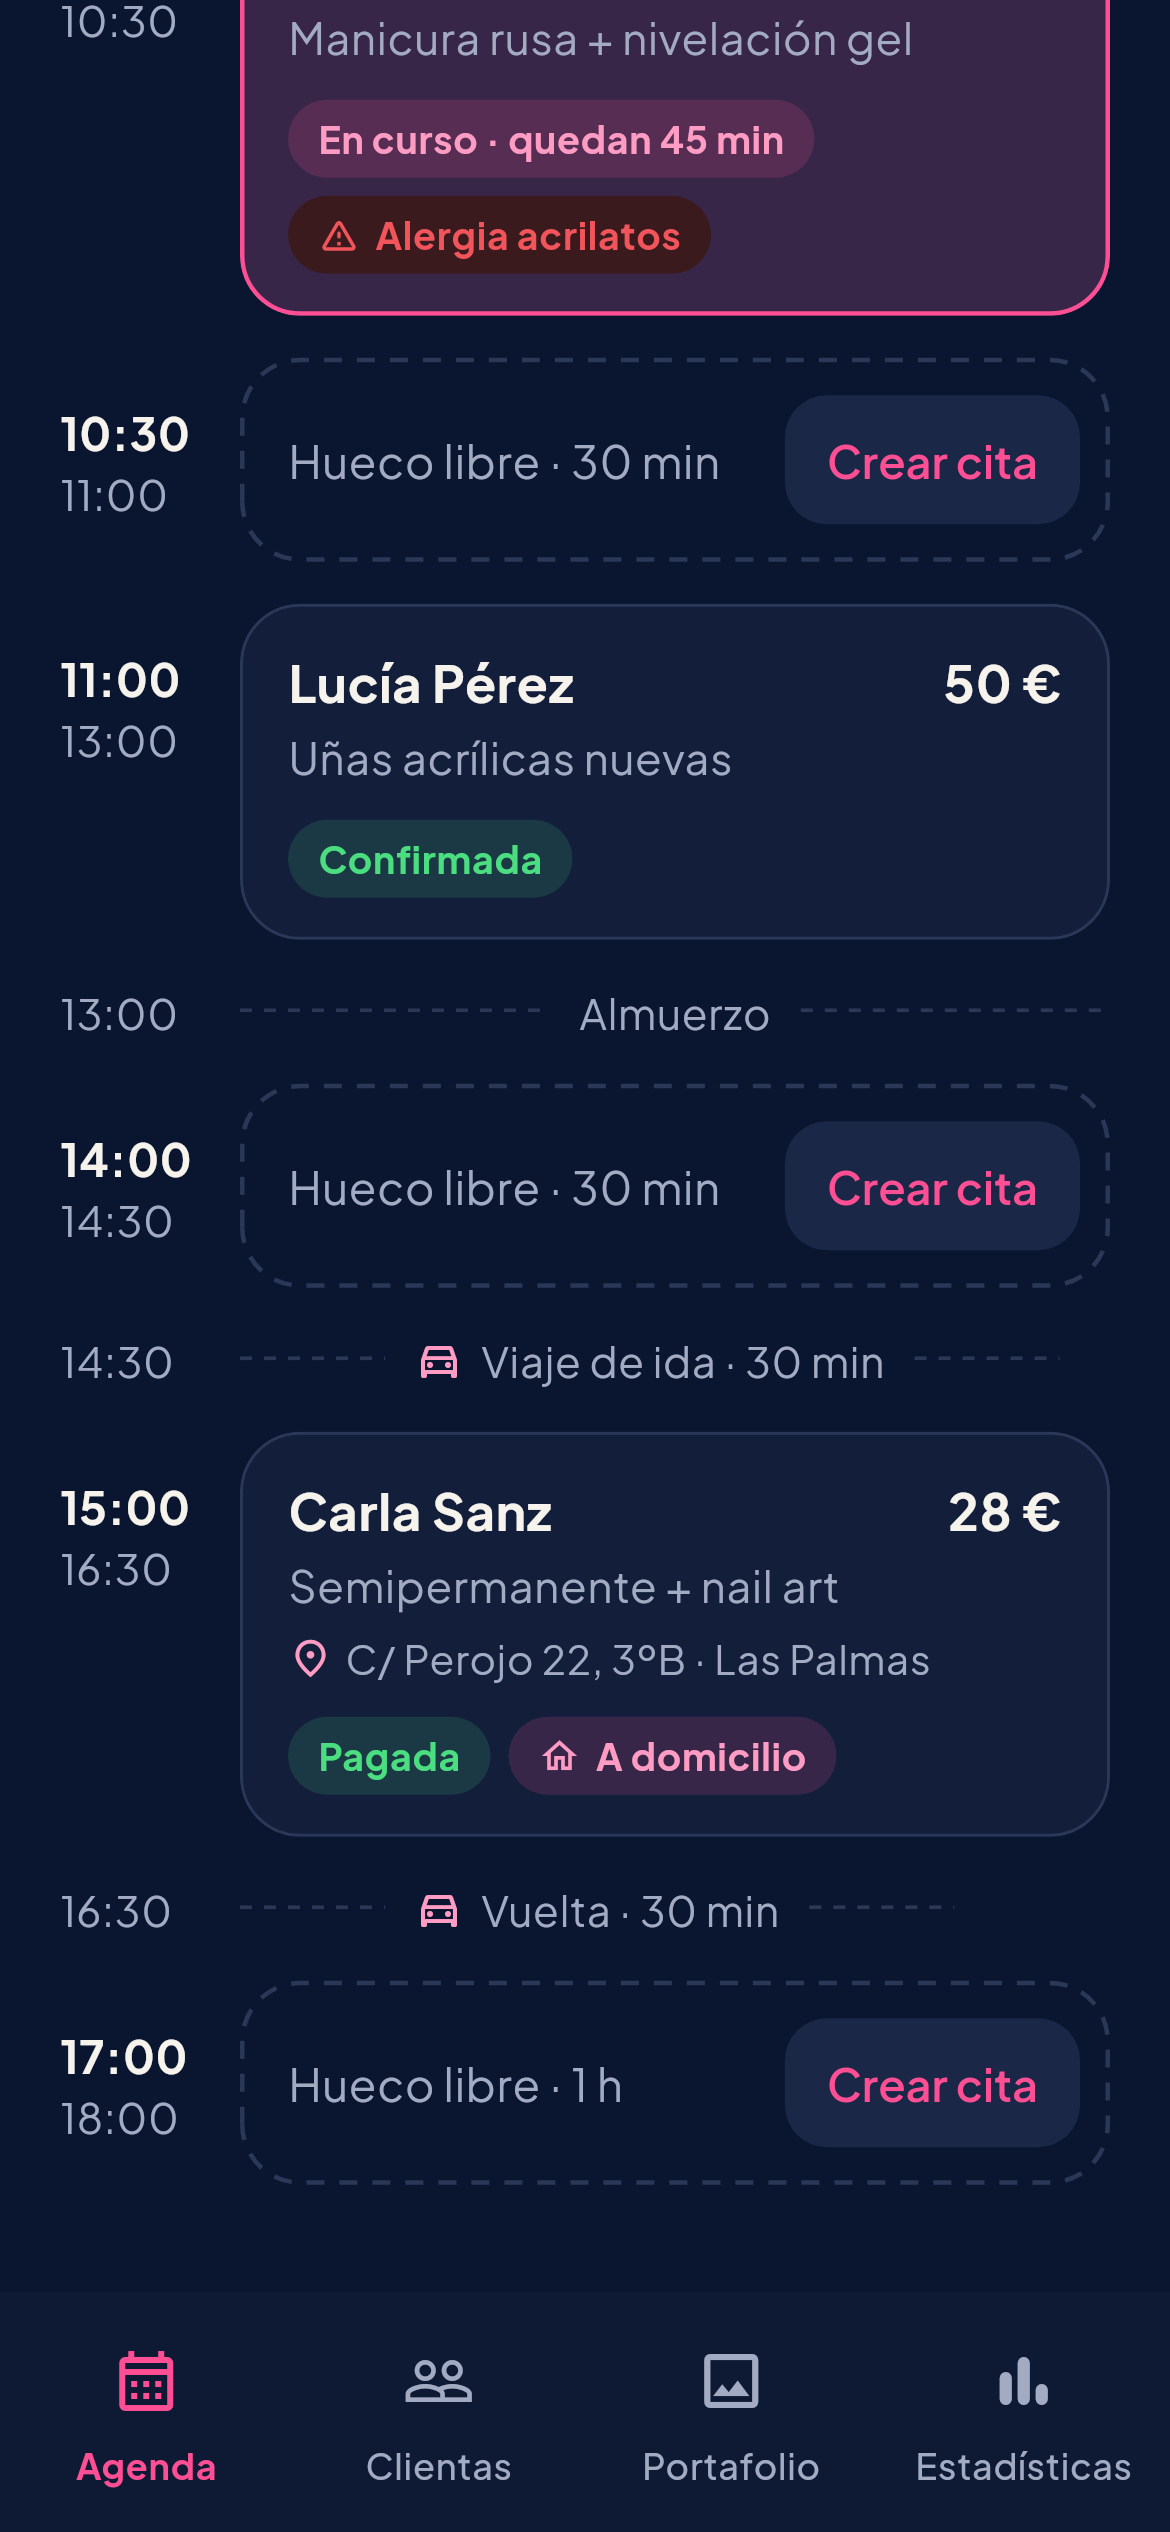 10:30
Manicura rusa + nivelación gel
En curso · quedan 45 min
Alergia acrilatos
10:30
11:00
Hueco libre · 30 min
Crear cita
11:00
13:00
Lucía Pérez
50 €
Uñas acrílicas nuevas
Confirmada
13:00
Almuerzo
14:00
14:30
Hueco libre · 30 min
Crear cita
14:30
Viaje de ida · 30 min
15:00
16:30
Carla Sanz
28 €
Semipermanente + nail art
C/ Perojo 22, 3ºB · Las Palmas
Pagada
A domicilio
16:30
Vuelta · 30 min
17:00
18:00
Hueco libre · 1 h
Crear cita
Agenda
Clientas
Portafolio
Estadísticas